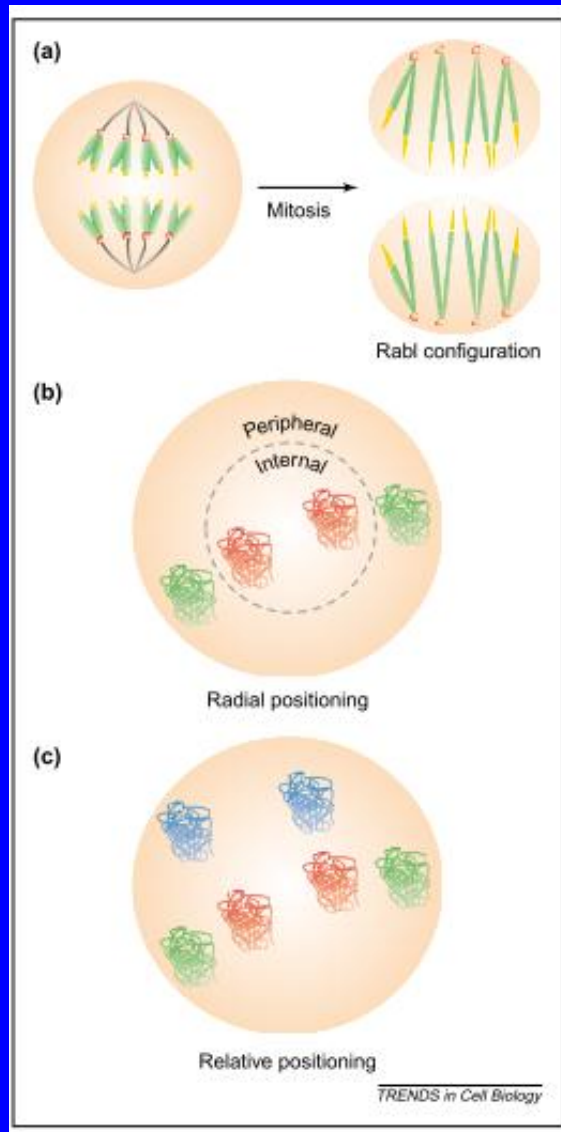 (a)
Mitosis
Rabl configuration
(b)
Peripheral
Internal
Radial positioning
(c)
Relative positioning
TRENDS in Cell Biology